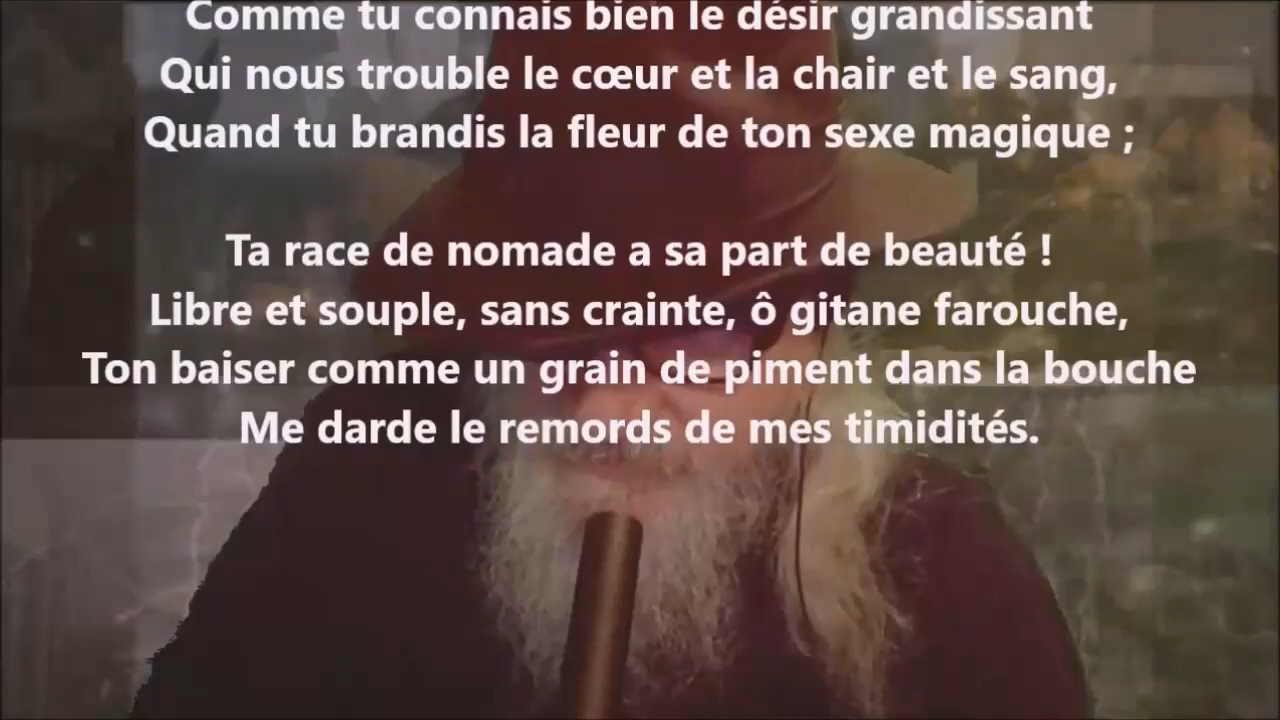 Comme tu connais bien le désir grandissant
Qui nous trouble le cœur et la chair et le sang,
Quand tu brandis la fleur de ton sexe magique ;
Ta race de nomade a sa part de beauté !
Libre et souple, sans crainte, ô gitane farouche,
Ton baiser comme un grain de piment dans la bouche
Me darde le remords de mes timidités.